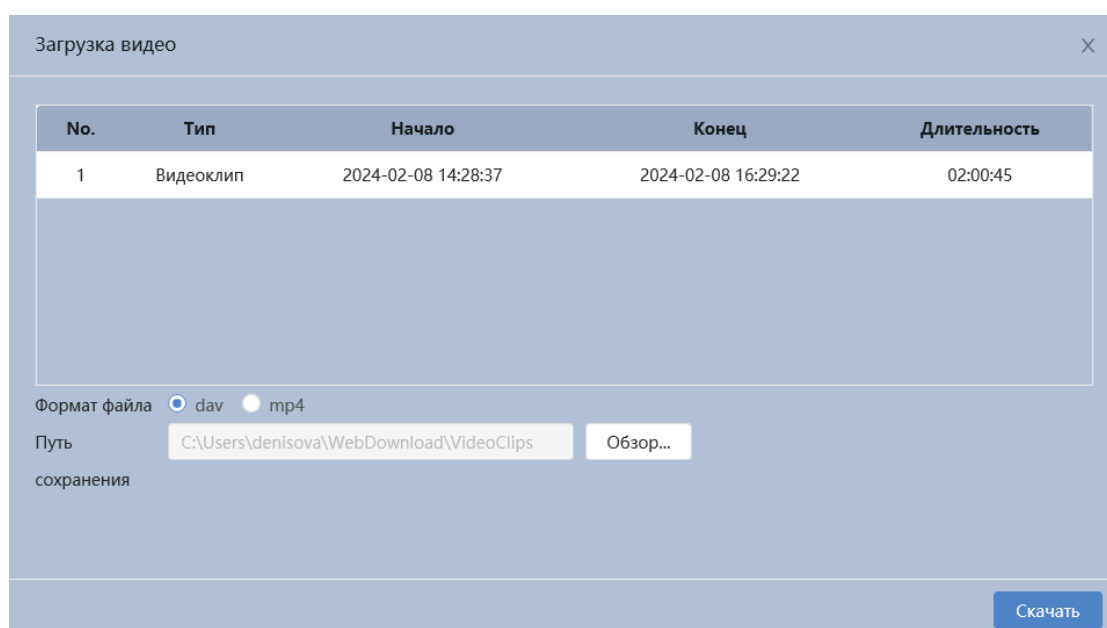 Загрузка видео
No. Тип Начало Конец Длительность
1 Видеоклип 2024-02-08 14:28:37 2024-02-08 16:29:22 02:00:45
Формат файла dav mp4
Путь C:\Users\denisova\WebDownload\VideoClips Обзор...
сохранения
Скачать